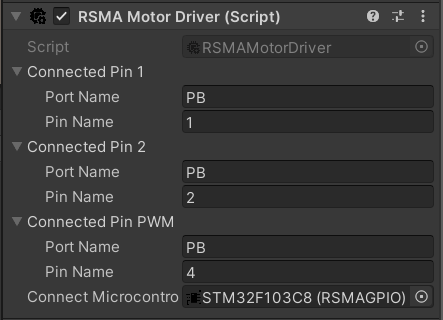 RSMA Motor Driver (Script)
Script RSMAMotorDriver
Connected Pin 1
Port Name PB
Pin Name 1
Connected Pin 2
Port Name PB
Pin Name 2
Connected Pin PWM
Port Name PB
Pin Name 4
Connect Microcontro STM32F103C8 (RSMAGPIO)